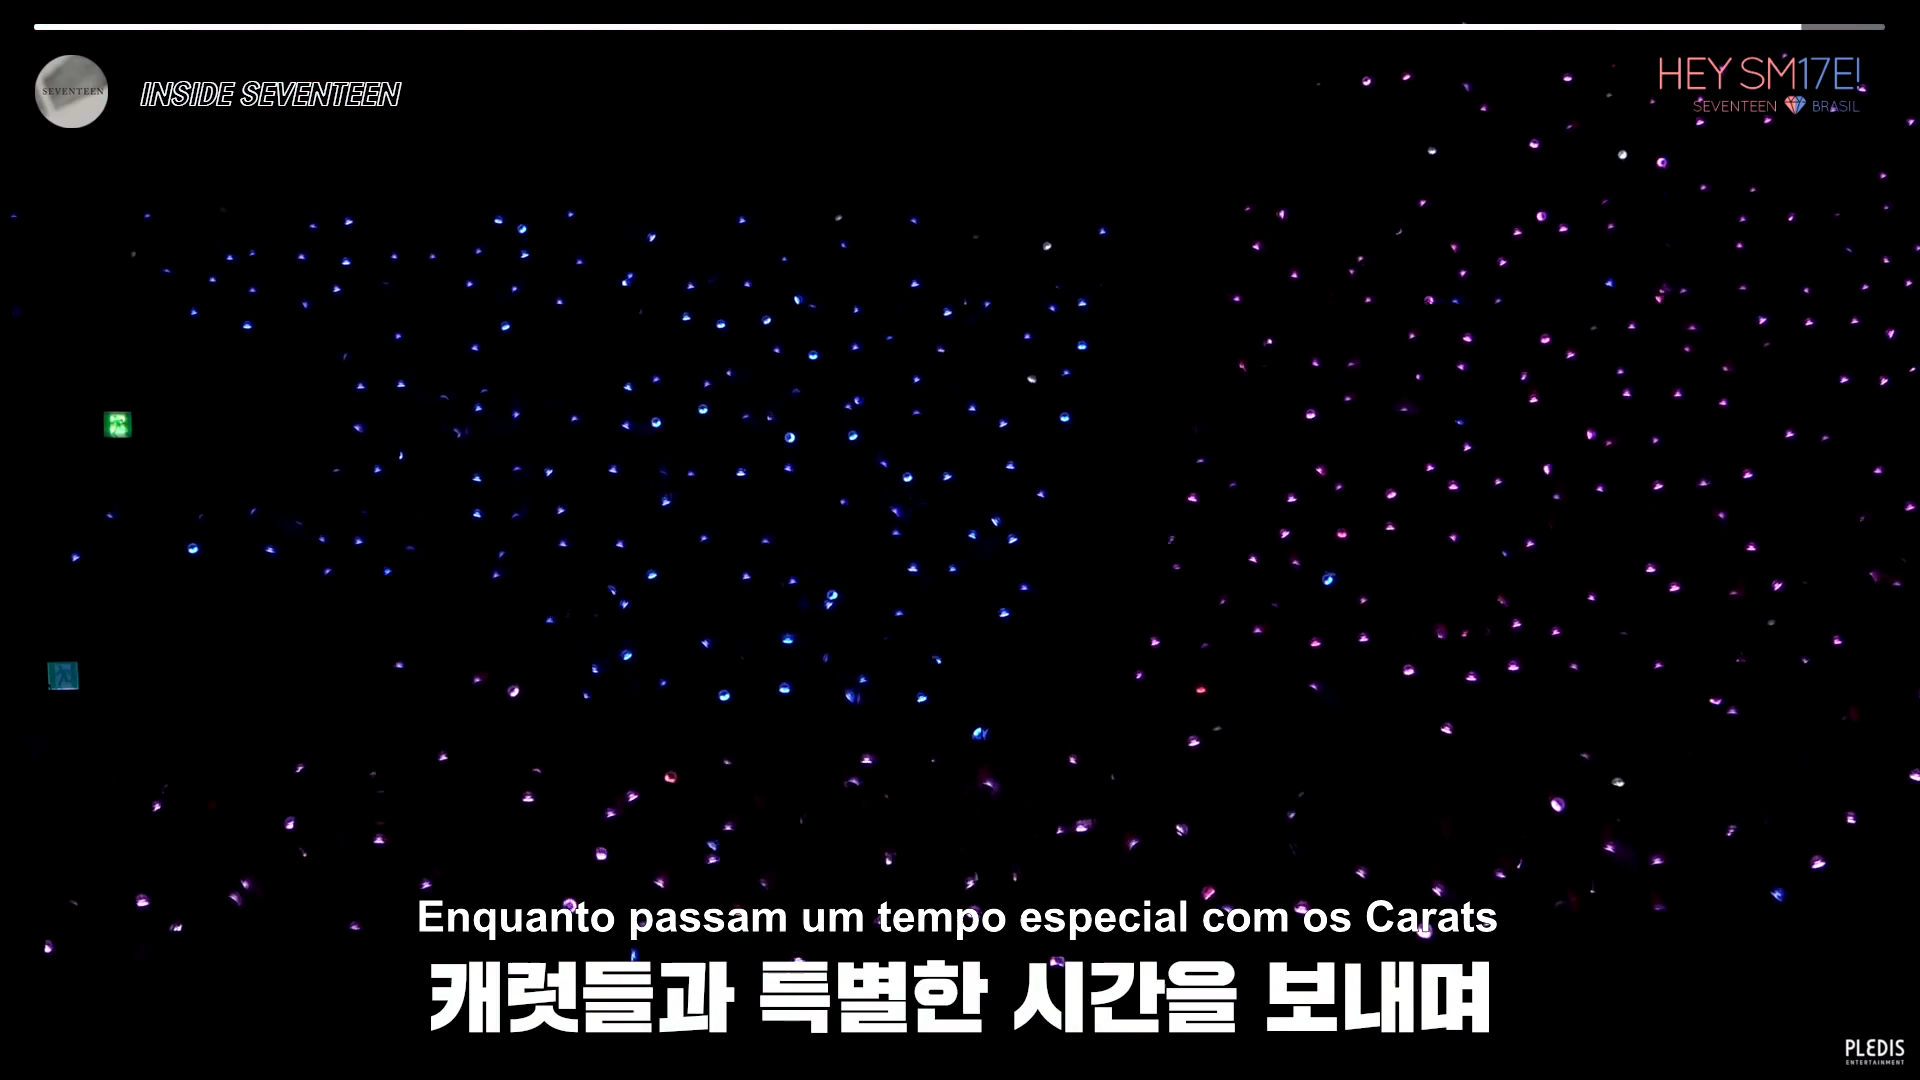 SEVENTEEN
INSIDE SEVENTEEN
HEY SM17E!
SEVENTEEN BRASIL
Enquanto passam um tempo especial com os Carats
캐럿들과 특별한 시간을 보내며
PLEDIS
ENTERTAINMENT